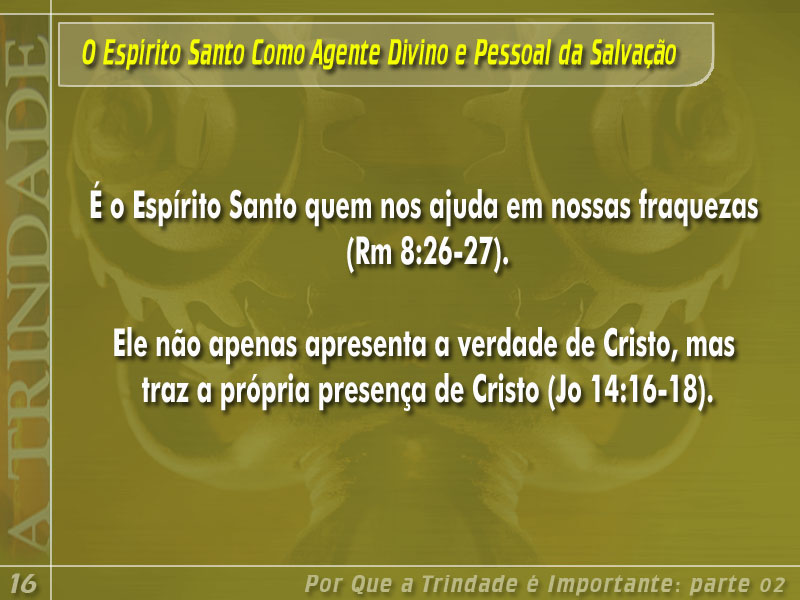 O Espírito Santo Como Agente Divino e Pessoal da Salvação
É o Espírito Santo quem nos ajuda em nossas fraquezas
(Rm 8:26-27).
Ele não apenas apresenta a verdade de Cristo, mas
traz a própria presença de Cristo (Jo 14:16-18).
A TRINDADE
16
Por Que a Trindade é Importante: parte 02